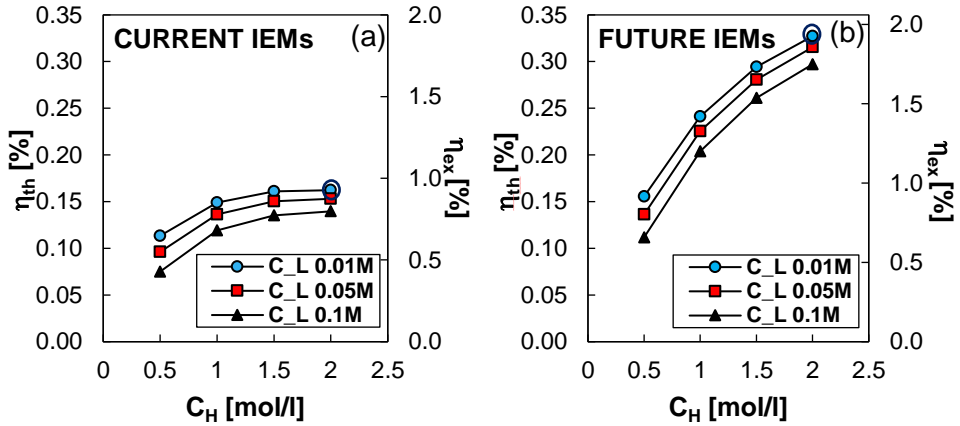 CURRENT IEMs (a)
0.35
0.30
0.25
0.20
0.15
0.10
0.05
0.00
ηth [%]
2.0
1.5
1.0
0.5
0.0
ηex [%]
C_L 0.01M
C_L 0.05M
C_L 0.1M
0 0.5 1 1.5 2 2.5
CH [mol/l]
FUTURE IEMs (b)
0.35
0.30
0.25
0.20
0.15
0.10
0.05
0.00
ηth [%]
2.0
1.5
1.0
0.5
0.0
ηex [%]
C_L 0.01M
C_L 0.05M
C_L 0.1M
0 0.5 1 1.5 2 2.5
CH [mol/l]